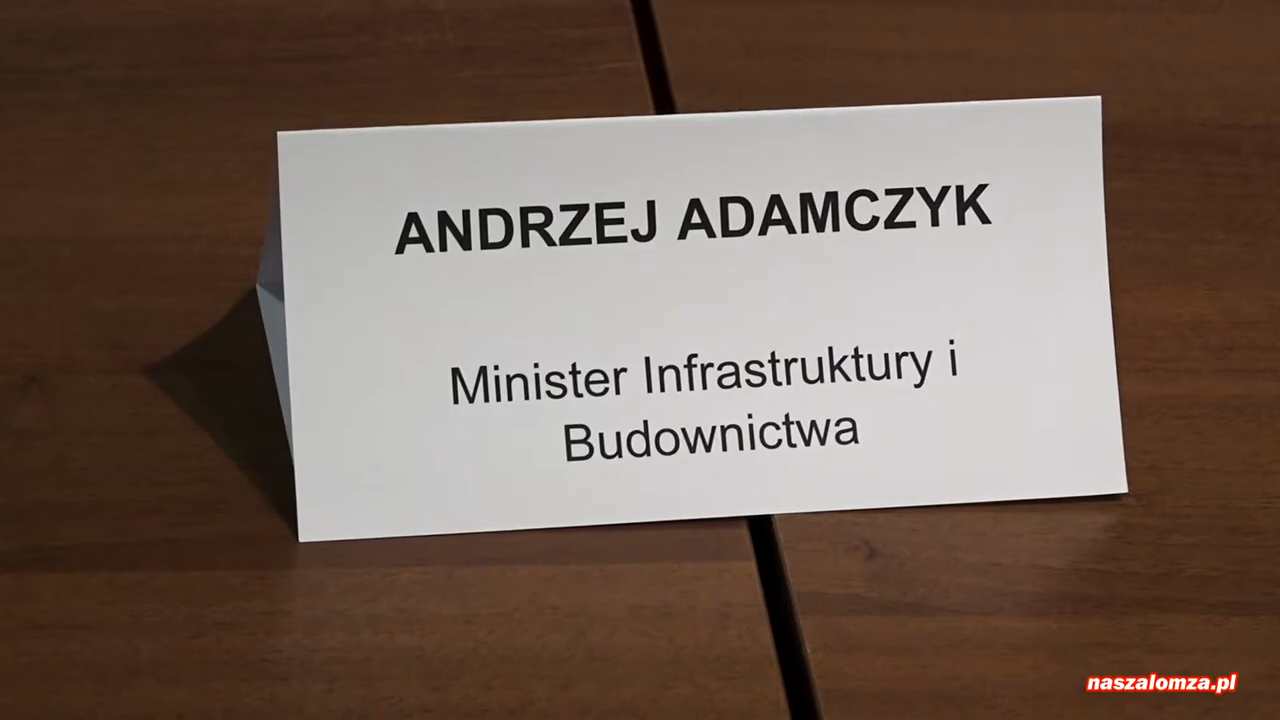 ANDRZEJ ADAMCZYK
Minister Infrastruktury i
Budownictwa
naszalomza.pl